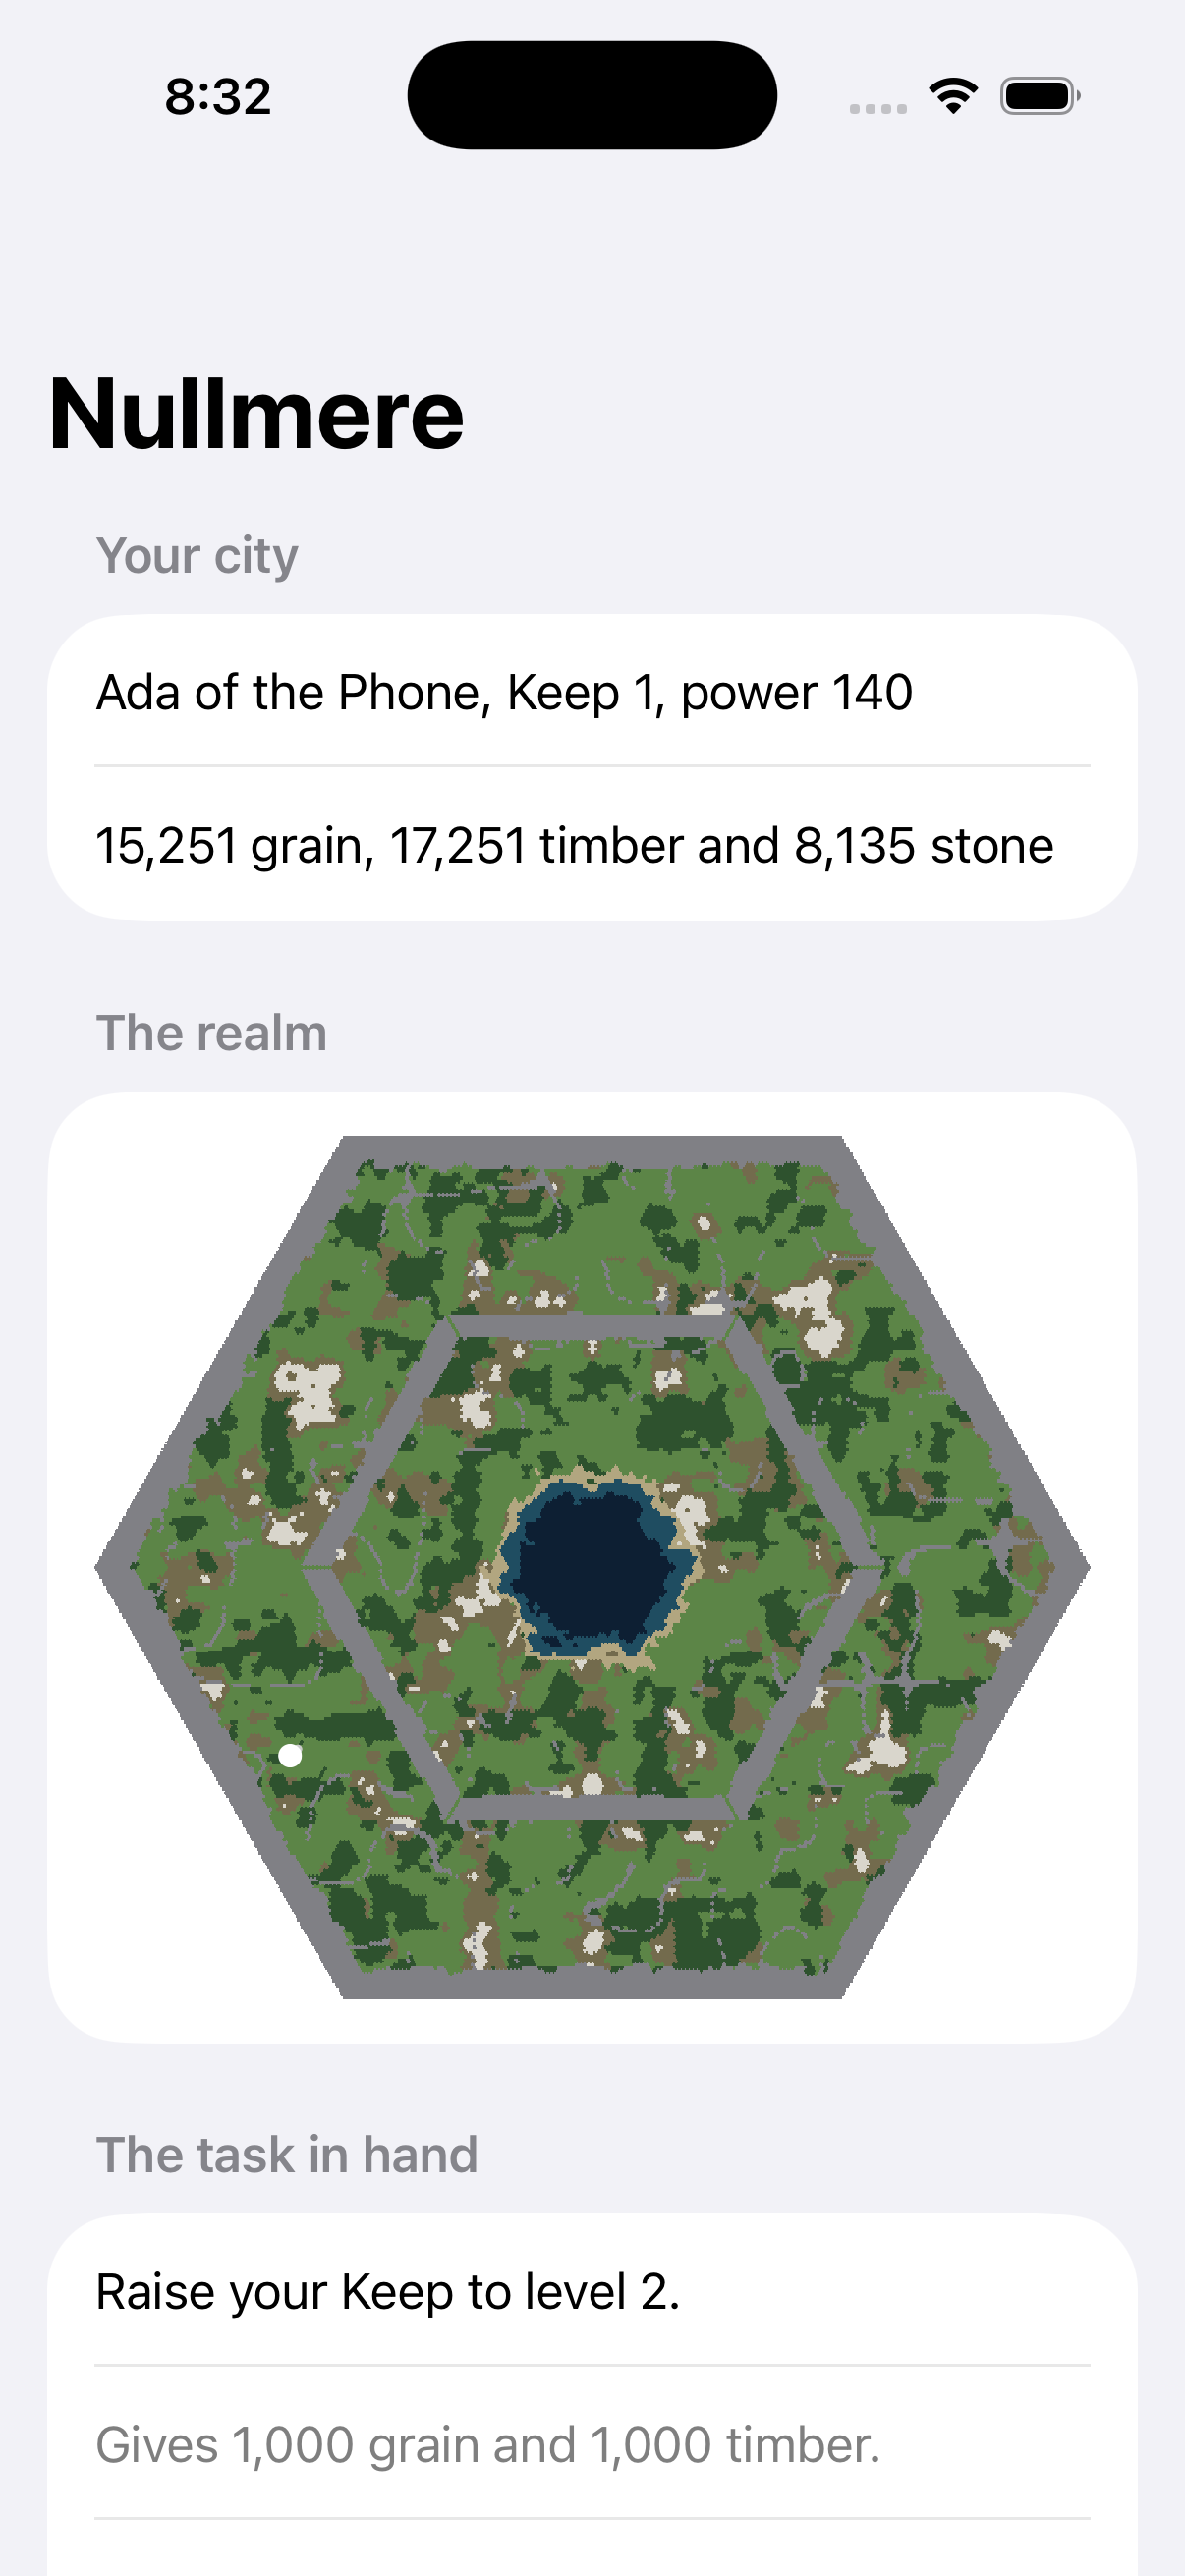 8:32
Nullmere
Your city
Ada of the Phone, Keep 1, power 140
15,251 grain, 17,251 timber and 8,135 stone
The realm
The task in hand
Raise your Keep to level 2.
Gives 1,000 grain and 1,000 timber.